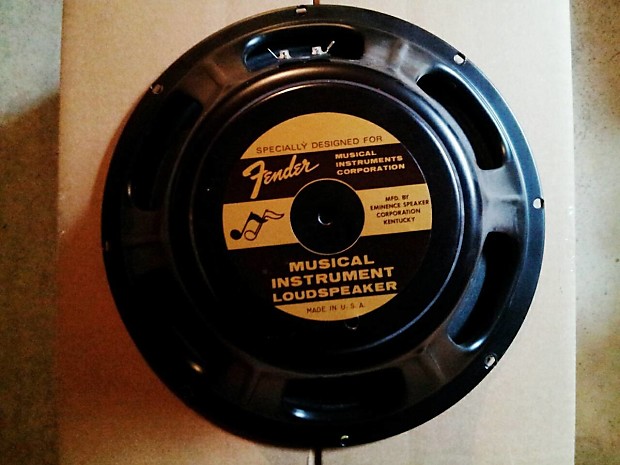 SPECIALLY DESIGNED FOR
Fender
MUSICAL
INSTRUMENTS
CORPORATION
MFD. BY
EMINENCE SPEAKER
CORPORATION
KENTUCKY
MUSICAL
INSTRUMENT
LOUDSPEAKER
MADE IN U.S.A.